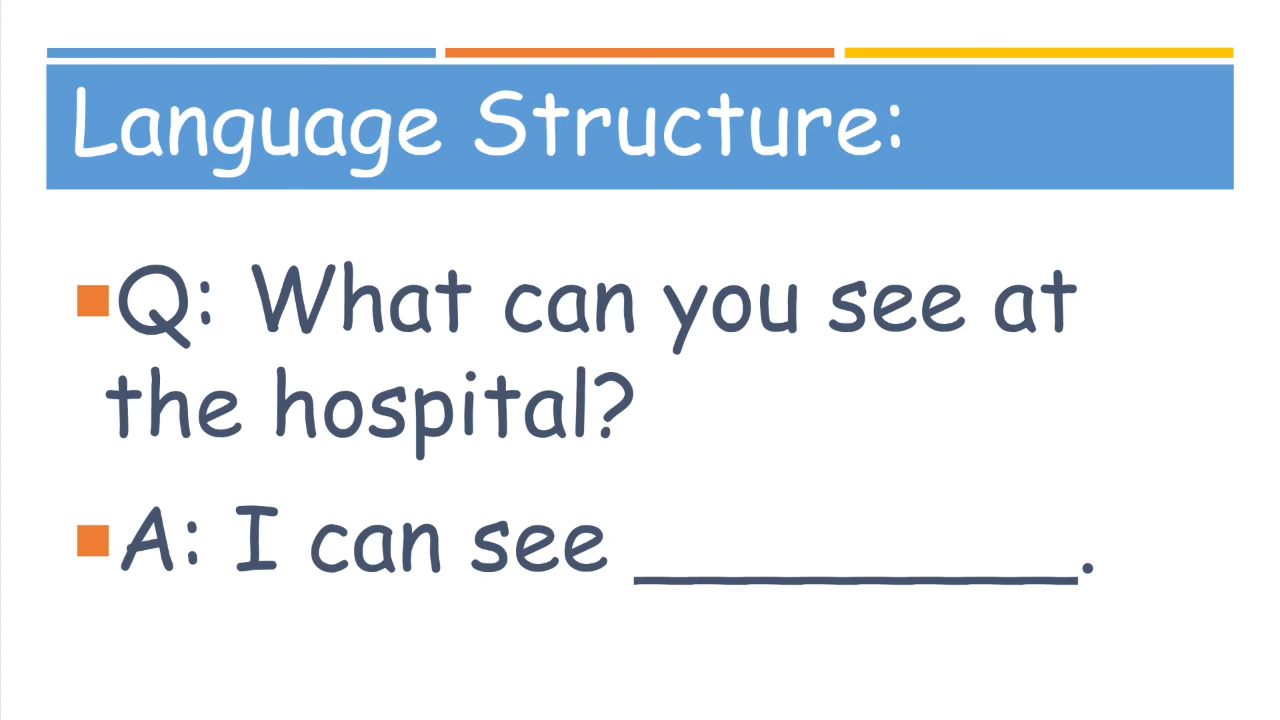 Language Structure:
Q: What can you see at
the hospital?
A: I can see __________.